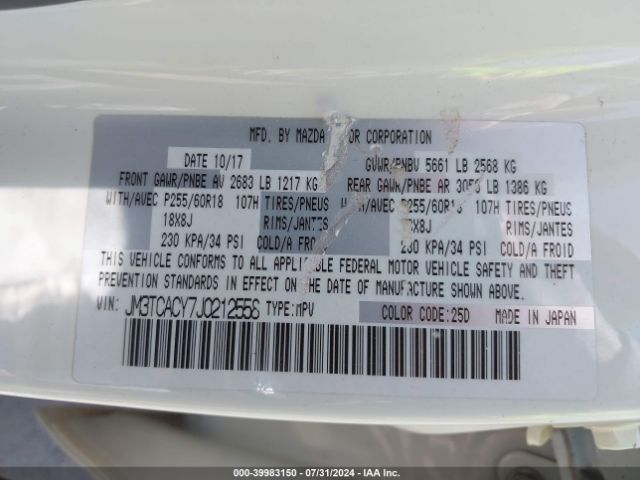 MFD. BY MAZDA OR CORPORATION
DATE 10/17 GVWR/PNBV 5661 LB 2568 KG
FRONT GAWR/PNBE AV 2683 LB 1217 KG REAR GAWR/PNBE AR LB 1386 KG
WITH/AVEC P255/60R18 107H TIRES/PNEUS WITH/AVEC P255/60R18 107H TIRES/PNEUS
18X8J RIMS/JANTES 18X8J RIMS/JANTES
230 KPA/34 PSI COLD/A FROID 230 KPA/34 PSI COLD/A FROID
THIS VEHICLE CONFORMS TO ALL APPLICABLE FEDERAL MOTOR VEHICLE SAFETY AND THEFT
PREVENTION STANDARDS IN EFFECT ON THE DATE OF MANUFACTURE SHOWN ABOVE.
VIN: TYPE:MPV COLOR CODE:25D MADE IN JAPAN
000-39983150 - 07/31/2024 - IAA Inc.